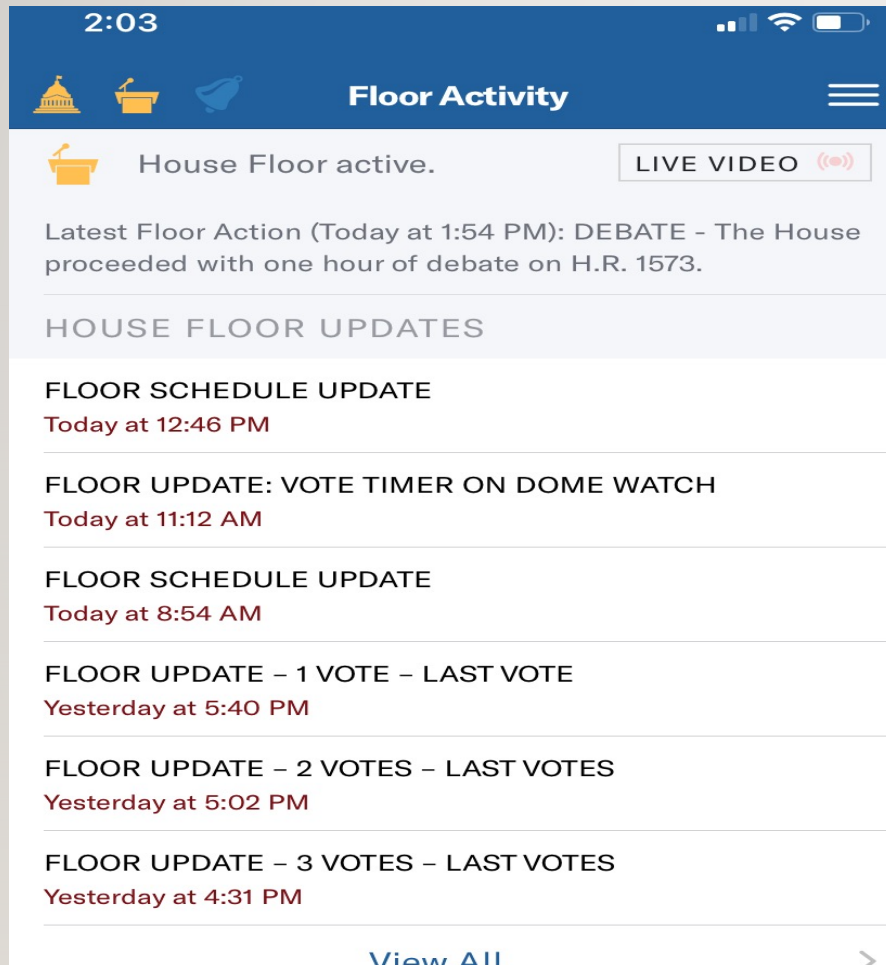 2:03
Floor Activity
House Floor active.
LIVE VIDEO
Latest Floor Action (Today at 1:54 PM): DEBATE - The House
proceeded with one hour of debate on H.R. 1573.
HOUSE FLOOR UPDATES
FLOOR SCHEDULE UPDATE
Today at 12:46 PM
FLOOR UPDATE: VOTE TIMER ON DOME WATCH
Today at 11:12 AM
FLOOR SCHEDULE UPDATE
Today at 8:54 AM
FLOOR UPDATE – 1 VOTE – LAST VOTE
Yesterday at 5:40 PM
FLOOR UPDATE – 2 VOTES – LAST VOTES
Yesterday at 5:02 PM
FLOOR UPDATE – 3 VOTES – LAST VOTES
Yesterday at 4:31 PM
View All